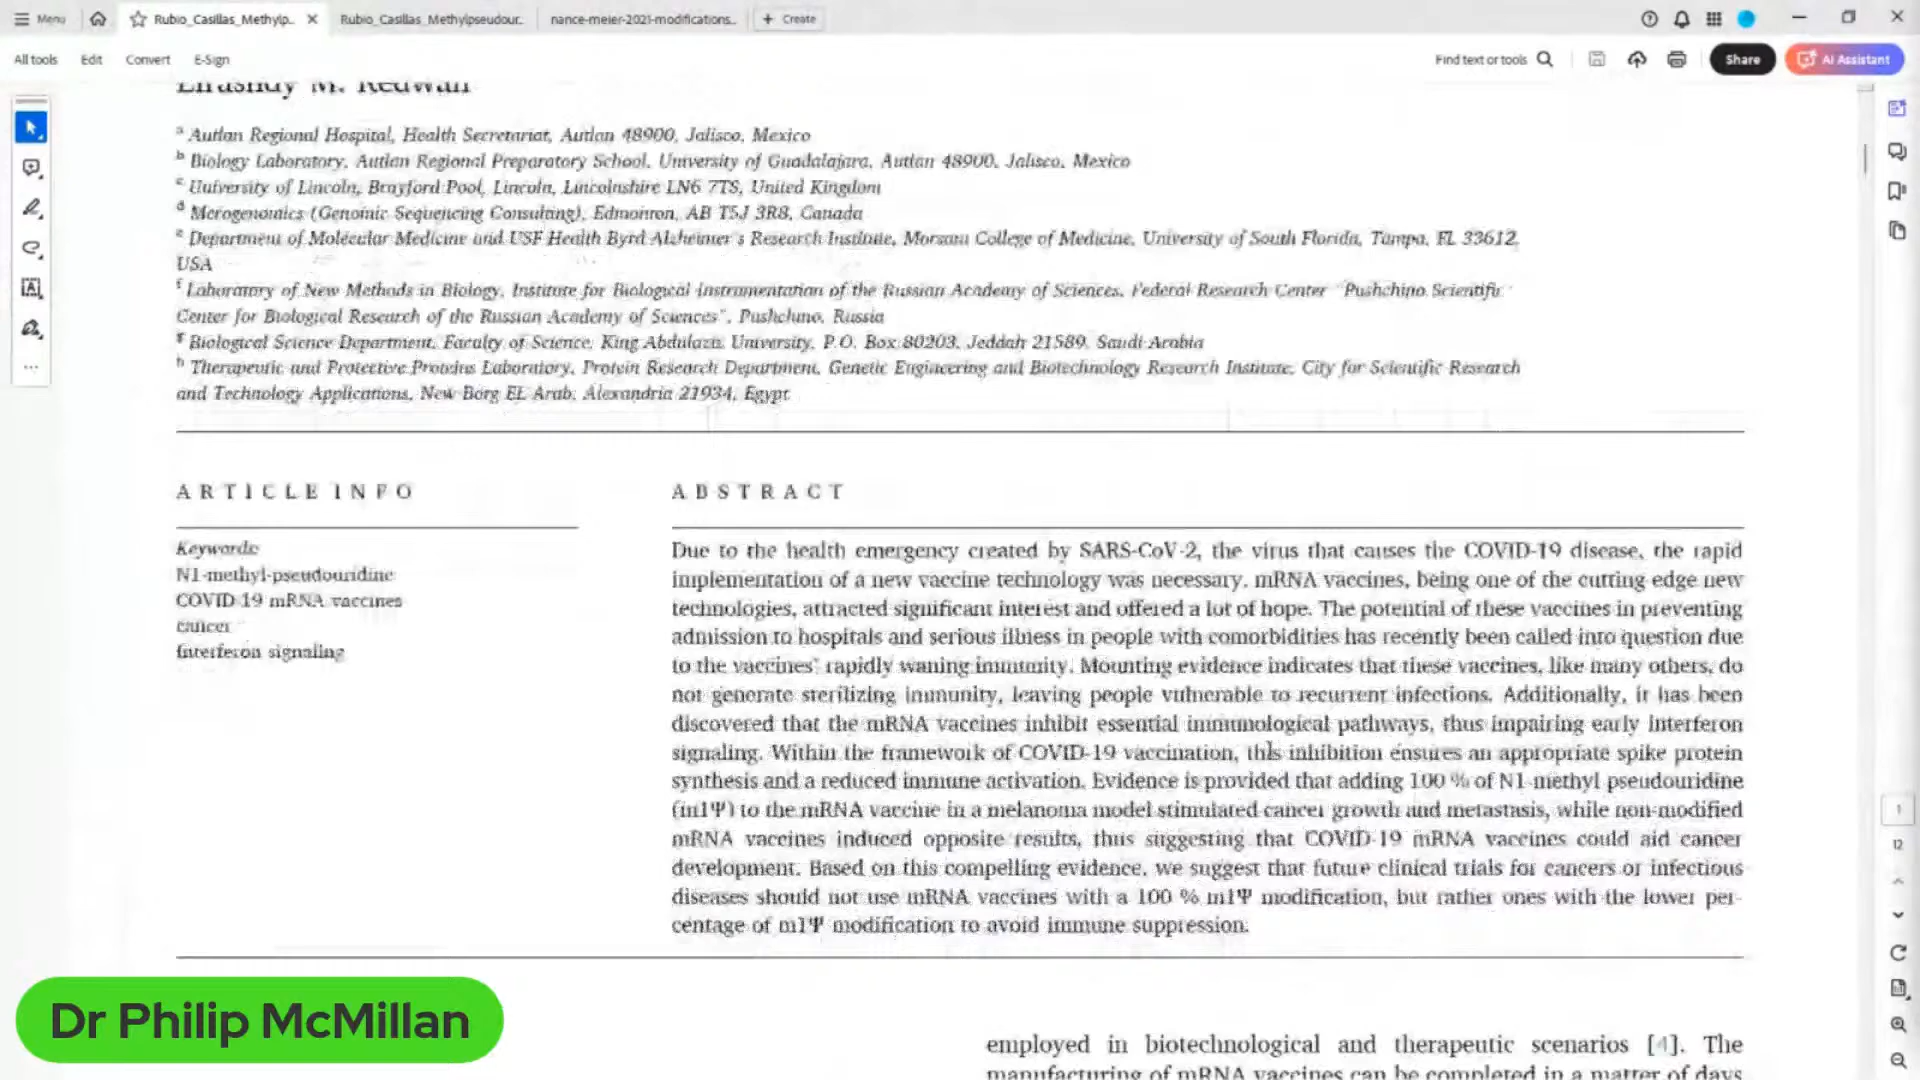 Menu
Rubio_Casillas_Methylp..
Rubio_Casillas_Methylpseudour..
nance-meier-2021-modifications..
+ Create
All tools
Edit
Convert
E-Sign
Find text or tools
Share
AI Assistant
M. Redwan
a Autlan Regional Hospital, Health Secretariat, Autlan 48900, Jalisco, Mexico
b Biology Laboratory, Autlan Regional Preparatory School, University of Guadalajara, Autlan 48900, Jalisco, Mexico
c University of Lincoln, Brayford Pool, Lincoln, Lincolnshire LN6 7TS, United Kingdom
d Merogenomics (Genomic Sequencing Consulting), Edmonton, AB T5J 3R8, Canada
e Department of Molecular Medicine and USF Health Byrd Alzheimer's Research Institute, Morsani College of Medicine, University of South Florida, Tampa, FL 33612,
USA
f Laboratory of New Methods in Biology, Institute for Biological Instrumentation of the Russian Academy of Sciences, Federal Research Center "Pushchino Scientific
Center for Biological Research of the Russian Academy of Sciences", Pushchino, Russia
Biological Science Department, Faculty of Science, King Abdulaziz University, P.O. Box 80203, Jeddah 21589, Saudi Arabia
h Therapeutic and Protective Proteins Laboratory, Protein Research Department, Genetic Engineering and Biotechnology Research Institute, City for Scientific Research
and Technology Applications, New Borg EL Arab, Alexandria 21934, Egypt
ARTICLE INFO
Keywords:
N1-methyl-pseudouridine
COVID-19 mRNA vaccines
cancer
Interferon signaling
ABSTRACT
Due to the health emergency created by SARS-CoV-2, the virus that causes the COVID-19 disease, the rapid
implementation of a new vaccine technology was necessary. mRNA vaccines, being one of the cutting-edge new
technologies, attracted significant interest and offered a lot of hope. The potential of these vaccines in preventing
admission to hospitals and serious illness in people with comorbidities has recently been called into question due
to the vaccines' rapidly waning immunity. Mounting evidence indicates that these vaccines, like many others, do
not generate sterilizing immunity, leaving people vulnerable to recurrent infections. Additionally, it has been
discovered that the mRNA vaccines inhibit essential immunological pathways, thus impairing early interferon
signaling. Within the framework of COVID-19 vaccination, this inhibition ensures an appropriate spike protein
synthesis and a reduced immune activation. Evidence is provided that adding 100 % of N1-methyl-pseudouridine
(m1Ψ) to the mRNA vaccine in a melanoma model stimulated cancer growth and metastasis, while non-modified
mRNA vaccines induced opposite results, thus suggesting that COVID-19 mRNA vaccines could aid cancer
development. Based on this compelling evidence, we suggest that future clinical trials for cancers or infectious
diseases should not use mRNA vaccines with a 100 % m1Ψ modification, but rather ones with the lower per-
centage of m1Ψ modification to avoid immune suppression.
1
12
Dr Philip McMillan
employed in biotechnological and therapeutic scenarios [4]. The
manufacturing of mRNA vaccines can be completed in a matter of days